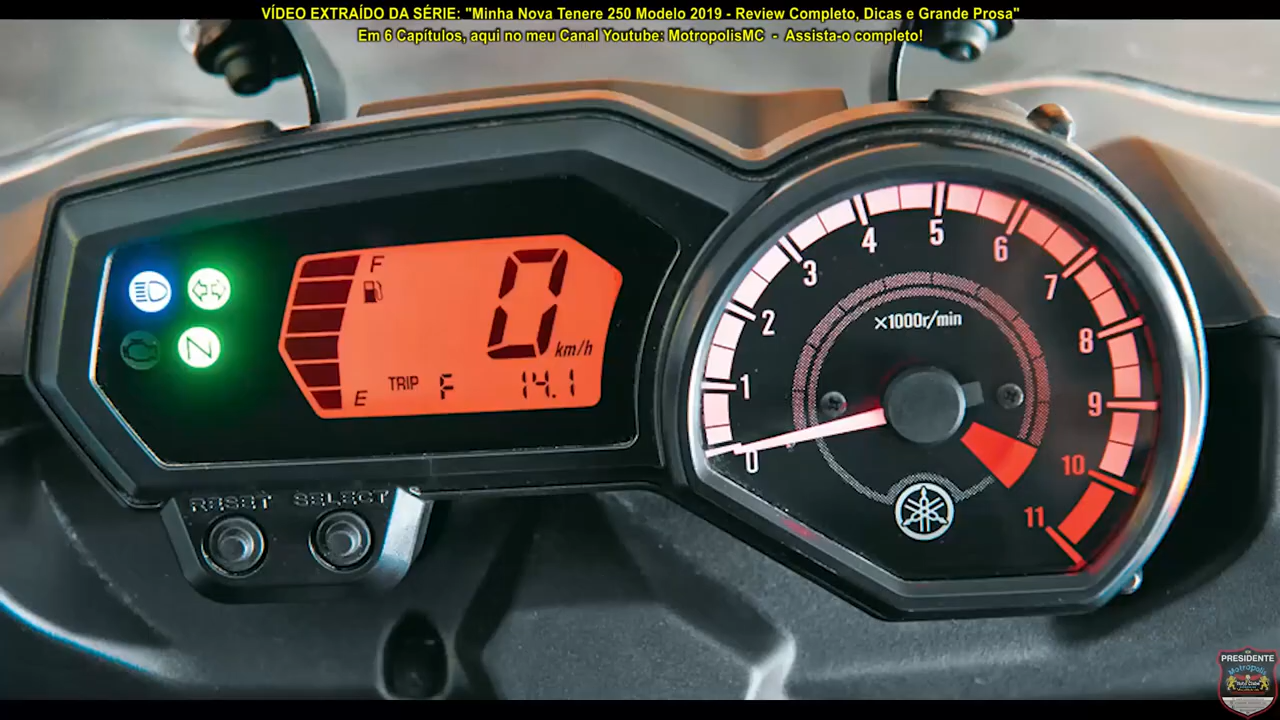 VÍDEO EXTRAÍDO DA SÉRIE: "Minha Nova Tenere 250 Modelo 2019 - Review Completo, Dicas e Grande Prosa"
Em 6 Capítulos, aqui no meu Canal Youtube: MotropolisMC - Assista-o completo!
F
0
km/h
E
TRIP F 14.1
0
1
2
3
4
5
6
7
8
9
10
11
×1000r/min
RESET SELECT
PRESIDENTE
Motropolis